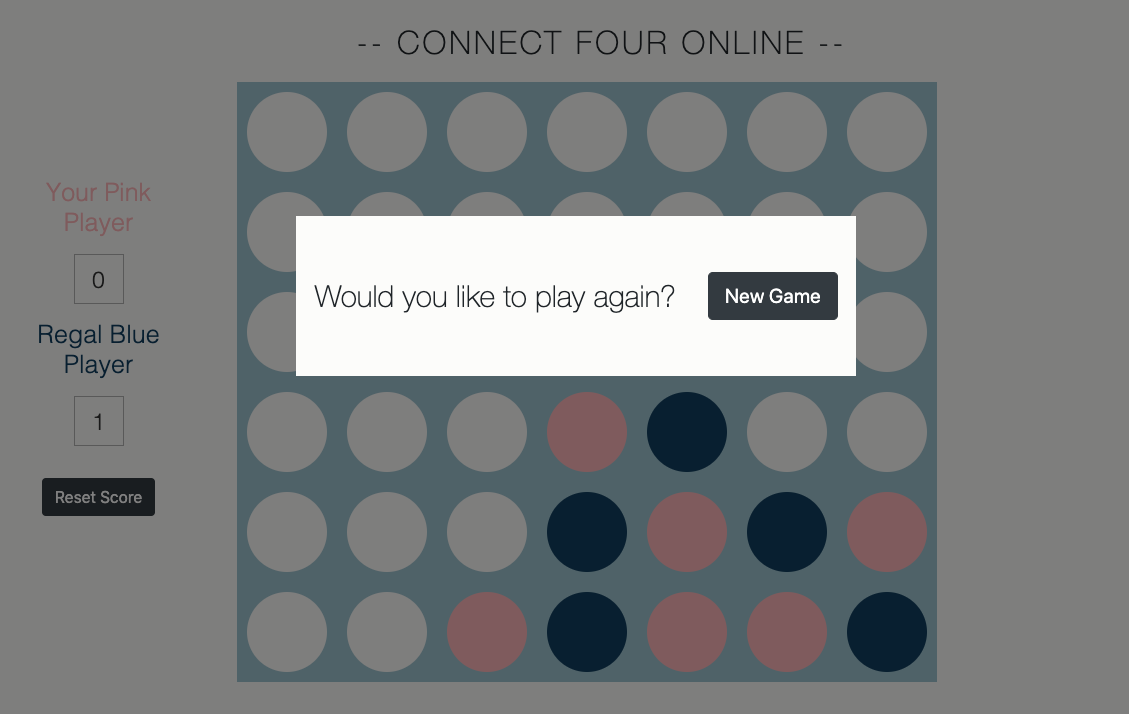 -- CONNECT FOUR ONLINE --
Your Pink
Player
0
Regal Blue
Player
1
Reset Score
Would you like to play again?
New Game